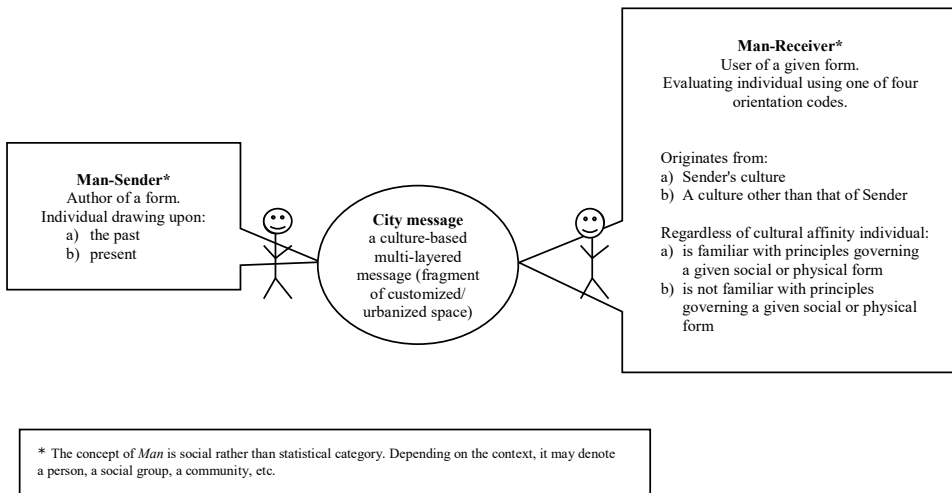 Man-Sender*
Author of a form.
Individual drawing upon:
a) the past
b) present
City message
a culture-based
multi-layered
message (fragment
of customized/
urbanized space)
Man-Receiver*
User of a given form.
Evaluating individual using one of four
orientation codes.
Originates from:
a) Sender's culture
b) A culture other than that of Sender
Regardless of cultural affinity individual:
a) is familiar with principles governing
a given social or physical form
b) is not familiar with principles
governing a given social or physical
form
* The concept of Man is social rather than statistical category. Depending on the context, it may denote
a person, a social group, a community, etc.